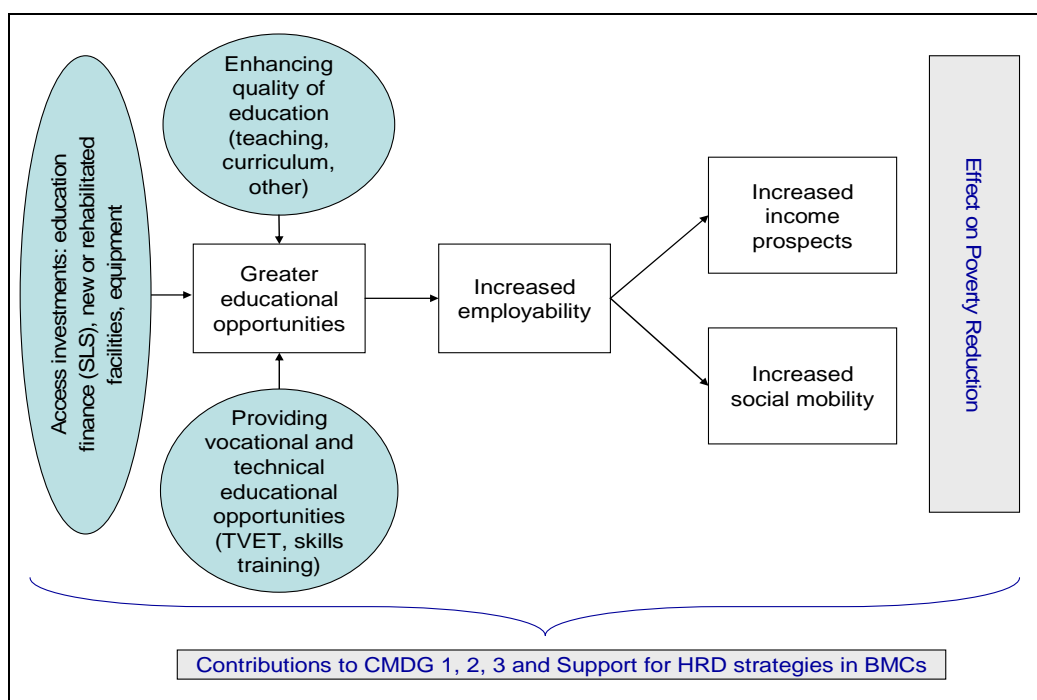 Access investments: education
finance (SLS), new or rehabilitated
facilities, equipment
Enhancing
quality of
education
(teaching,
curriculum,
other)
Greater
educational
opportunities
Providing
vocational and
technical
educational
opportunities
(TVET, skills
training)
Increased
employability
Increased
income
prospects
Increased
social mobility
Effect on Poverty Reduction
Contributions to CMDG 1, 2, 3 and Support for HRD strategies in BMCs